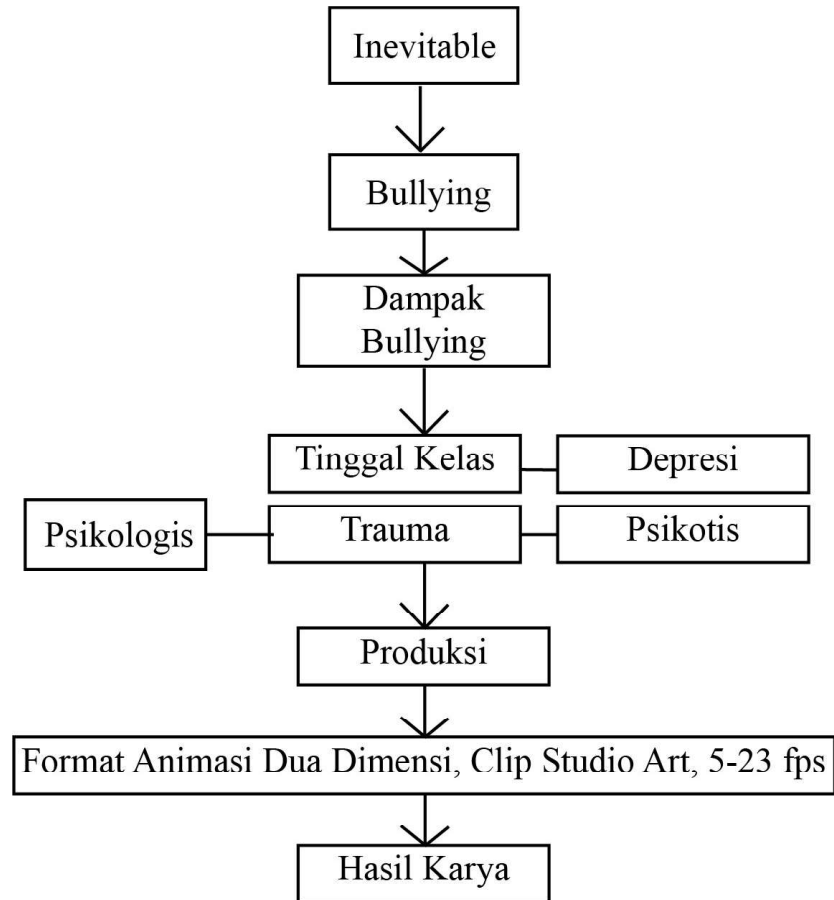 Inevitable
Bullying
Dampak
Bullying
Tinggal Kelas
Depresi
Psikologis
Trauma
Psikotis
Produksi
Format Animasi Dua Dimensi, Clip Studio Art, 5-23 fps
Hasil Karya